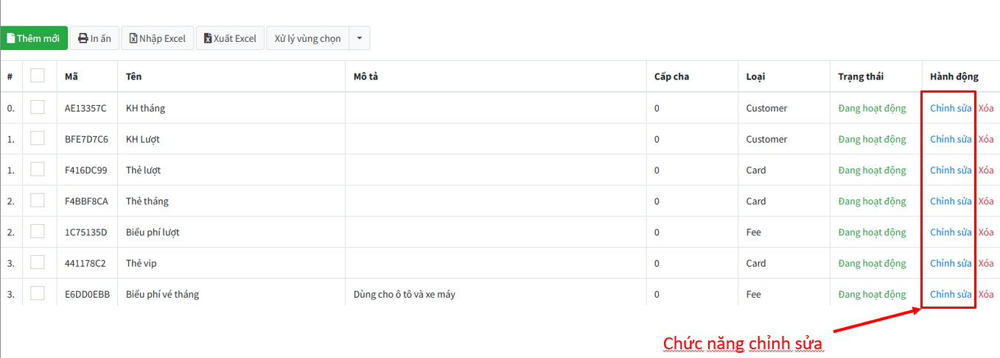 Thêm mới In ấn Nhập Excel Xuất Excel Xử lý vùng chọn
# Mã Tên Mô tả Cấp cha Loại Trạng thái Hành động
0. AE13357C KH tháng 0 Customer Đang hoạt động Chỉnh sửa Xóa
1. BFE7D7C6 KH Lượt 0 Customer Đang hoạt động Chỉnh sửa Xóa
1. F416DC99 Thẻ lượt 0 Card Đang hoạt động Chỉnh sửa Xóa
2. F4BBF8CA Thẻ tháng 0 Card Đang hoạt động Chỉnh sửa Xóa
2. 1C75135D Biểu phí lượt 0 Fee Đang hoạt động Chỉnh sửa Xóa
3. 441178C2 Thẻ vip 0 Card Đang hoạt động Chỉnh sửa Xóa
3. E6DD0EBB Biểu phí vé tháng Dùng cho ô tô và xe máy 0 Fee Đang hoạt động Chỉnh sửa Xóa
Chức năng chỉnh sửa